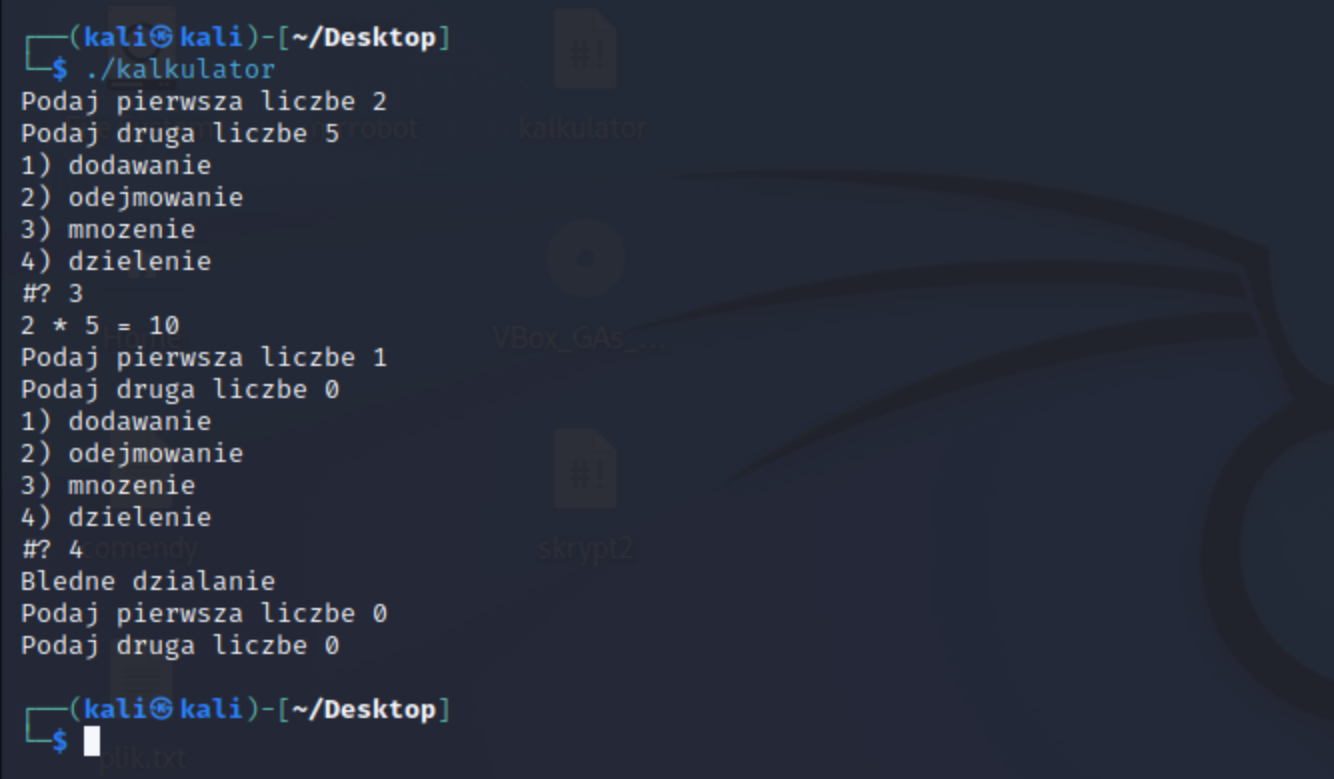 ┌──(kali㉿kali)-[~/Desktop]
└─$ ./kalkulator
Podaj pierwsza liczbe 2
Podaj druga liczbe 5
1) dodawanie
2) odejmowanie
3) mnozenie
4) dzielenie
#? 3
2 * 5 = 10
Podaj pierwsza liczbe 1
Podaj druga liczbe 0
1) dodawanie
2) odejmowanie
3) mnozenie
4) dzielenie
#? 4
Bledne dzialanie
Podaj pierwsza liczbe 0
Podaj druga liczbe 0
┌──(kali㉿kali)-[~/Desktop]
└─$
kalkulator
Home
VBox_GAs_...
comendy
skrypt2
plik.txt
#!
#!